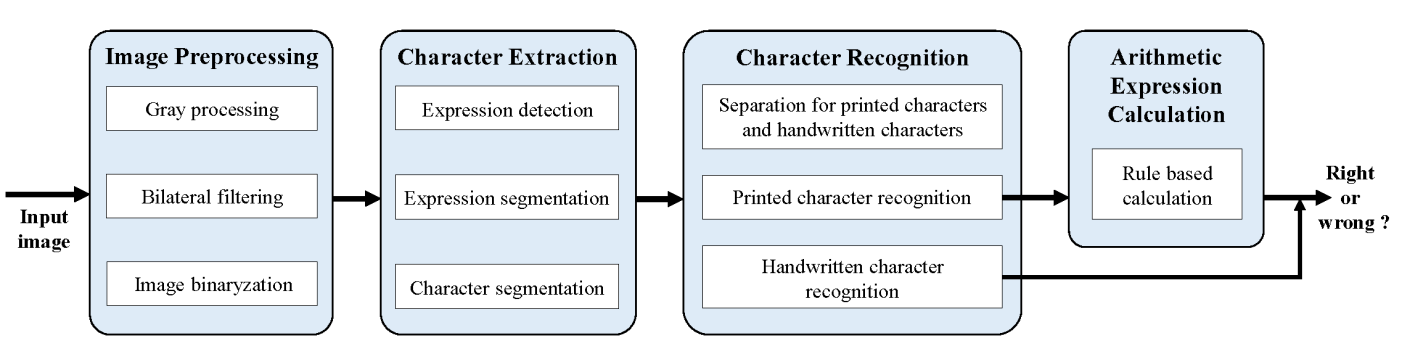 Input
image
Image Preprocessing
Gray processing
Bilateral filtering
Image binaryzation
Character Extraction
Expression detection
Expression segmentation
Character segmentation
Character Recognition
Separation for printed characters
and handwritten characters
Printed character recognition
Handwritten character
recognition
Arithmetic
Expression
Calculation
Rule based
calculation
Right
or
wrong ?